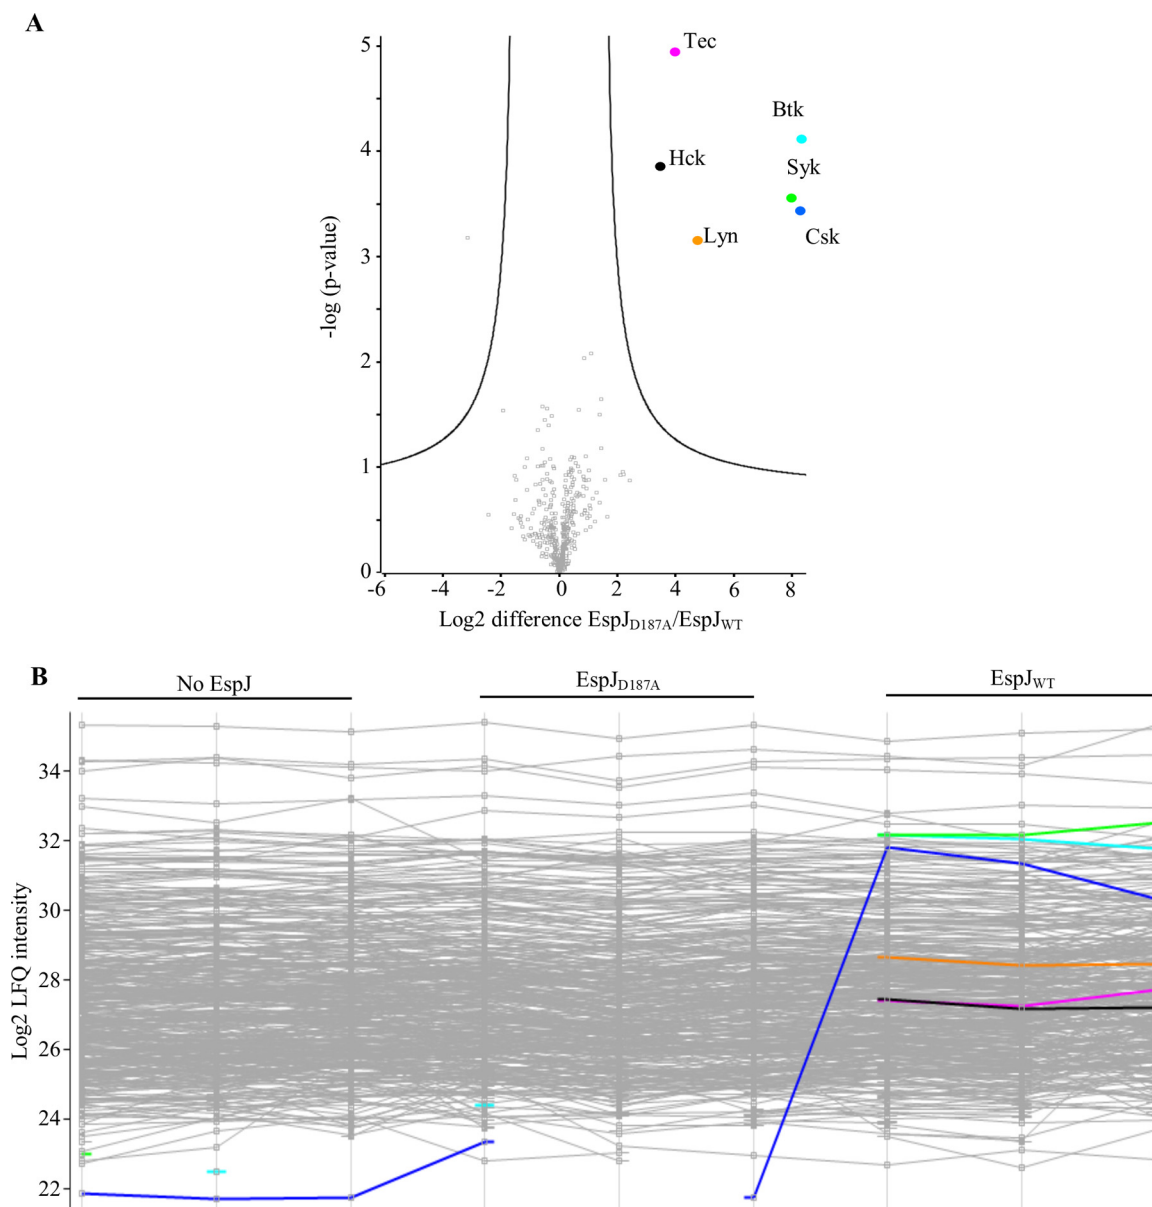 A
5
Tec
Btk
4
Hck
Syk
Lyn
Csk
3
-log (p-value)
2
1
0
-6 -4 -2 0 2 4 6 8
Log2 difference EspJD187A/EspJWT
B
No EspJ
EspJD187A
EspJWT
34
32
30
28
26
24
22
Log2 LFQ intensity